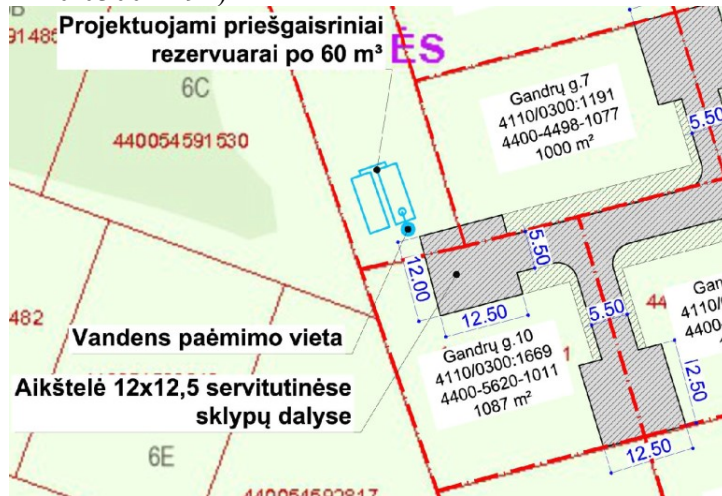 Projektuojami priešgaisriniai
rezervuarai po 60 m³
ĖS
6C
440054591530
Gandrų g.7
4110/0300:1191
4400-4498-1077
1000 m²
5.50
5.50
12.00
12.50
5.50
482
Vandens paėmimo vieta
Gandrų g.10
4110/0300:1669
4400-5620-1011
1087 m²
Aikštelė 12x12,5 servitutinėse
sklypų dalyse
12.50
12.50
6E